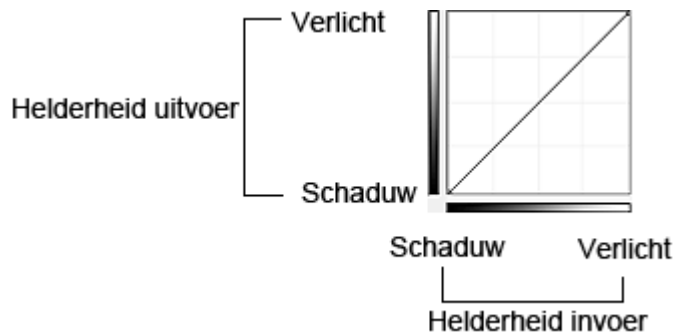 Verlicht
Helderheid uitvoer
Schaduw
Schaduw Verlicht
Helderheid invoer